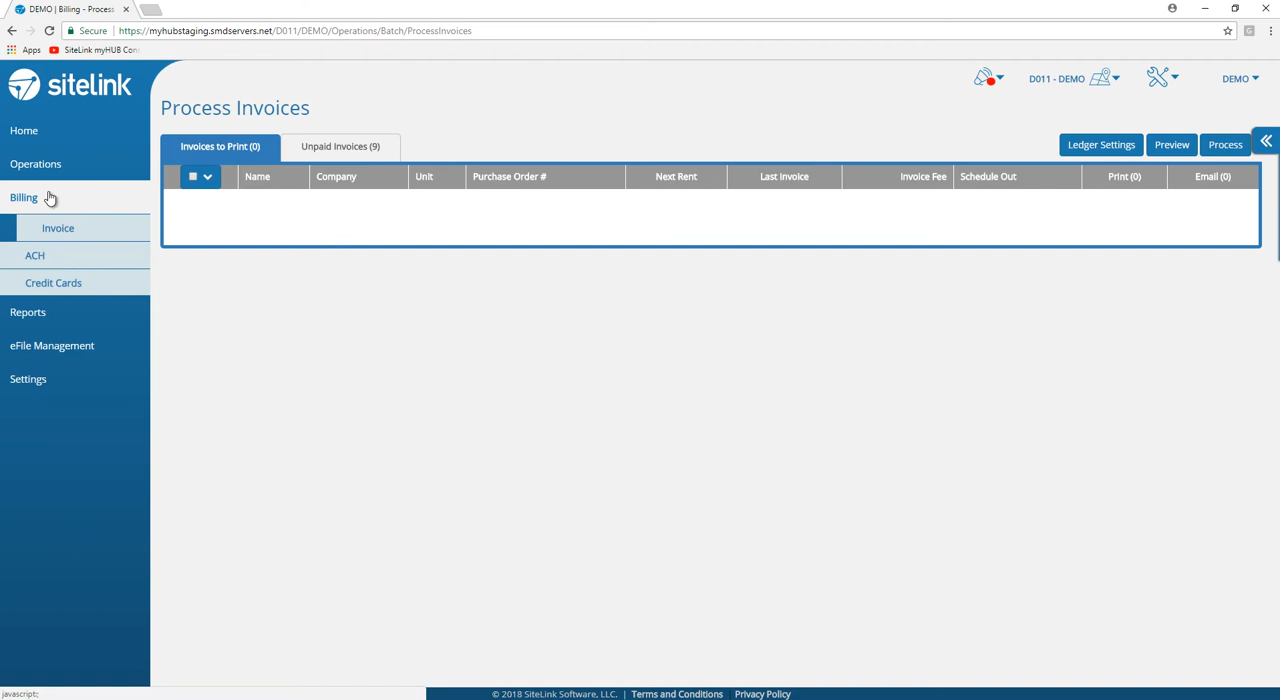 DEMO | Billing - Process
Secure
https://myhubstaging.smdservers.net/D011/DEMO/Operations/Batch/ProcessInvoices
Apps
SiteLink myHUB Con
sitelink
D011 - DEMO
DEMO
Process Invoices
Home
Operations
Billing
Invoice
ACH
Credit Cards
Reports
eFile Management
Settings
Invoices to Print (0)
Unpaid Invoices (9)
Ledger Settings
Preview
Process
Name
Company
Unit
Purchase Order #
Next Rent
Last Invoice
Invoice Fee
Schedule Out
Print (0)
Email (0)
javascript:;
© 2018 SiteLink Software, LLC. | Terms and Conditions | Privacy Policy